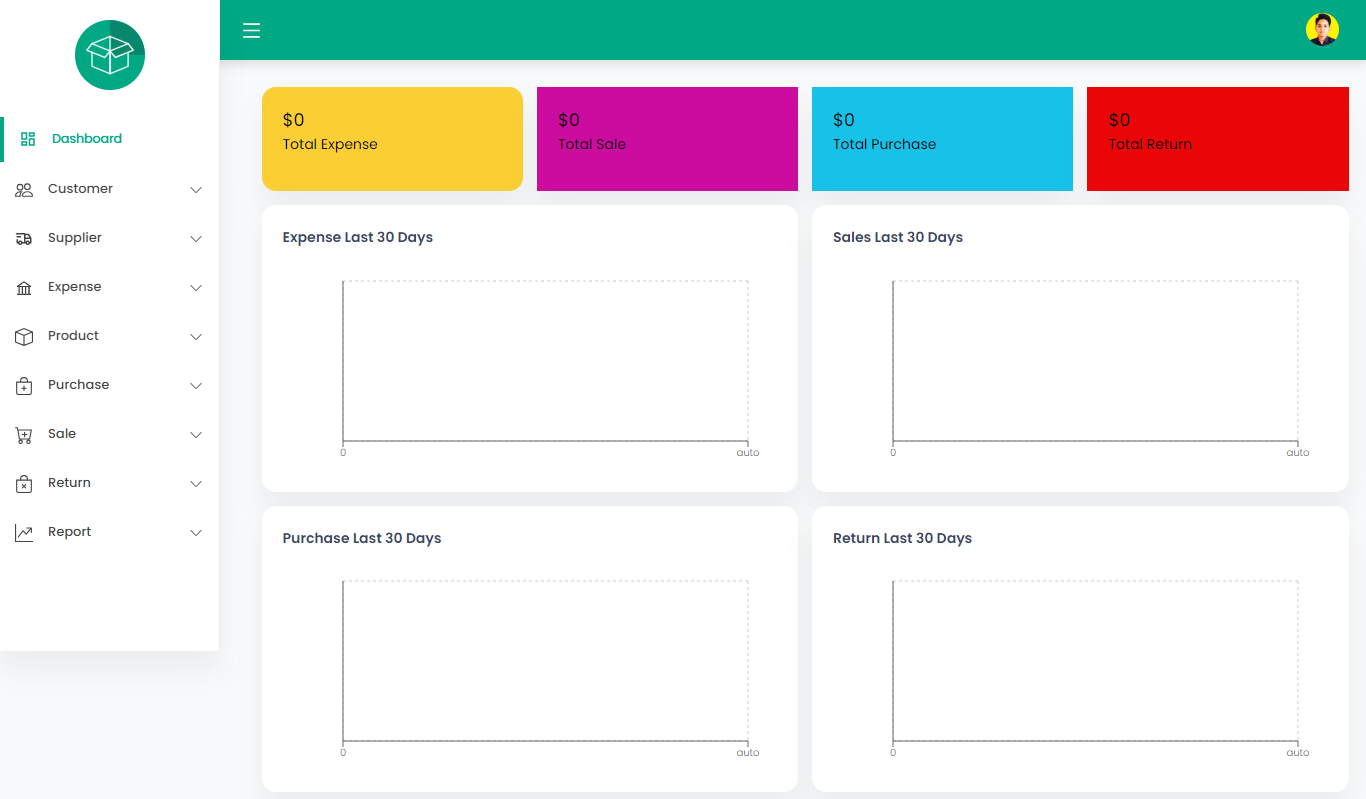 Dashboard
Customer
Supplier
Expense
Product
Purchase
Sale
Return
Report
$0
Total Expense
$0
Total Sale
$0
Total Purchase
$0
Total Return
Expense Last 30 Days
0
auto
Sales Last 30 Days
0
auto
Purchase Last 30 Days
0
auto
Return Last 30 Days
0
auto